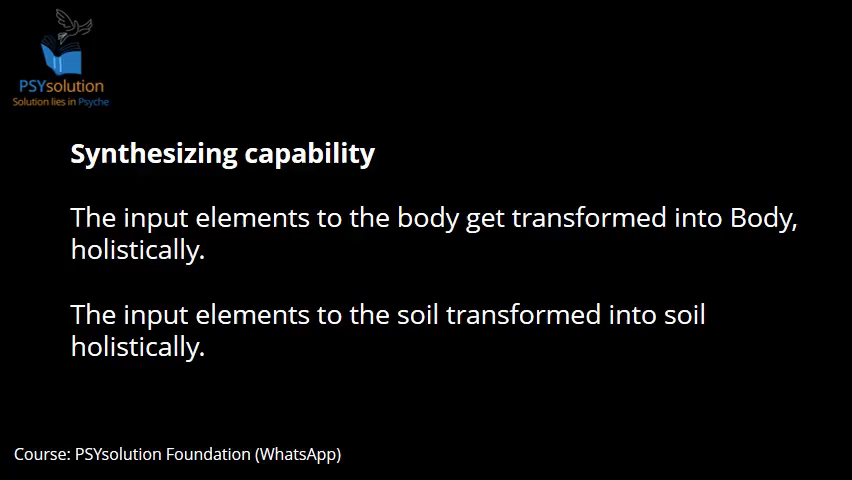 PSYsolution
Solution lies in Psyche
Synthesizing capability
The input elements to the body get transformed into Body,
holistically.
The input elements to the soil transformed into soil
holistically.
Course: PSYsolution Foundation (WhatsApp)